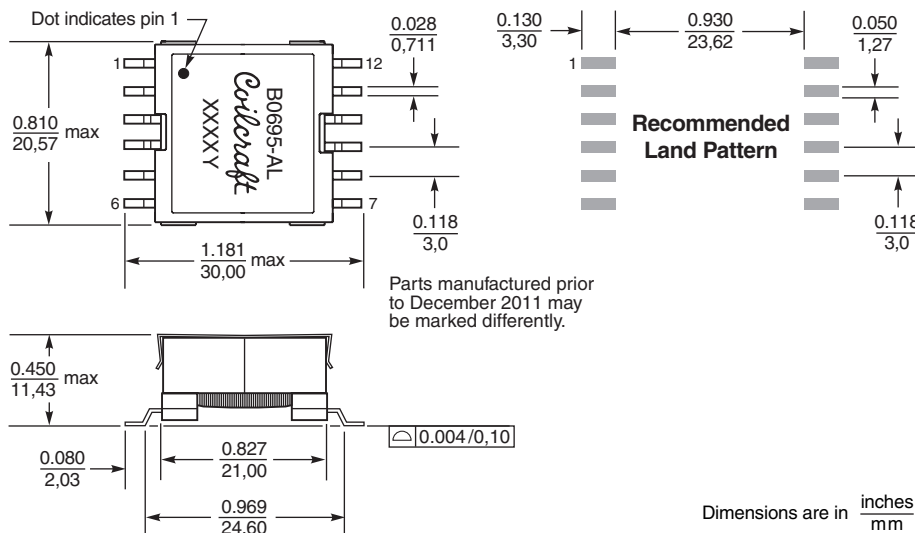 Dot indicates pin 1
1
12
6
7
B0695-AL
Coilcraft
XXXXY
0.028
0,711
0.810
20,57 max
0.118
3,0
1.181
30,00 max
0.130
3,30
0.930
23,62
0.050
1,27
1
Recommended
Land Pattern
0.118
3,0
Parts manufactured prior
to December 2011 may
be marked differently.
0.450
11,43 max
0.004/0,10
0.080
2,03
0.827
21,00
0.969
24,60
Dimensions are in inches
mm